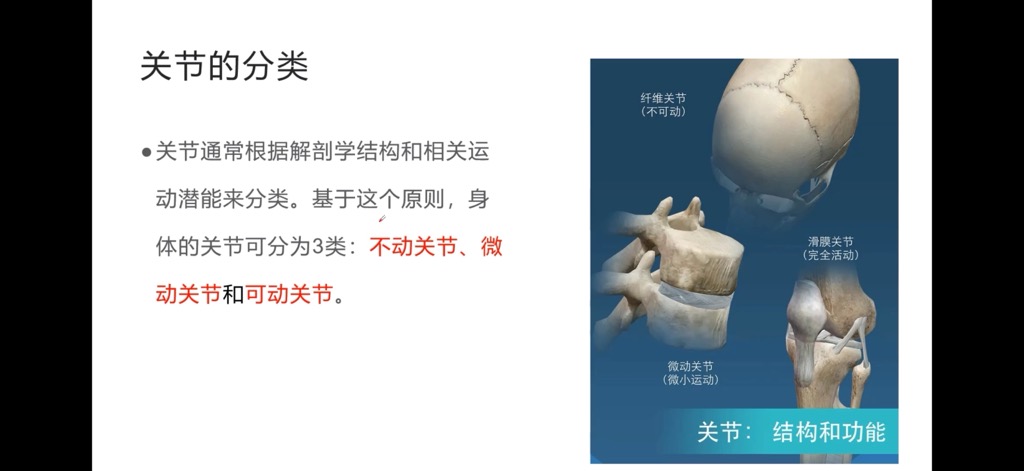 关节的分类
●关节通常根据解剖学结构和相关运
动潜能来分类。基于这个原则，身
体的关节可分为3类：不动关节、微
动关节和可动关节。
纤维关节
（不可动）
滑膜关节
（完全活动）
微动关节
（微小运动）
关节： 结构和功能